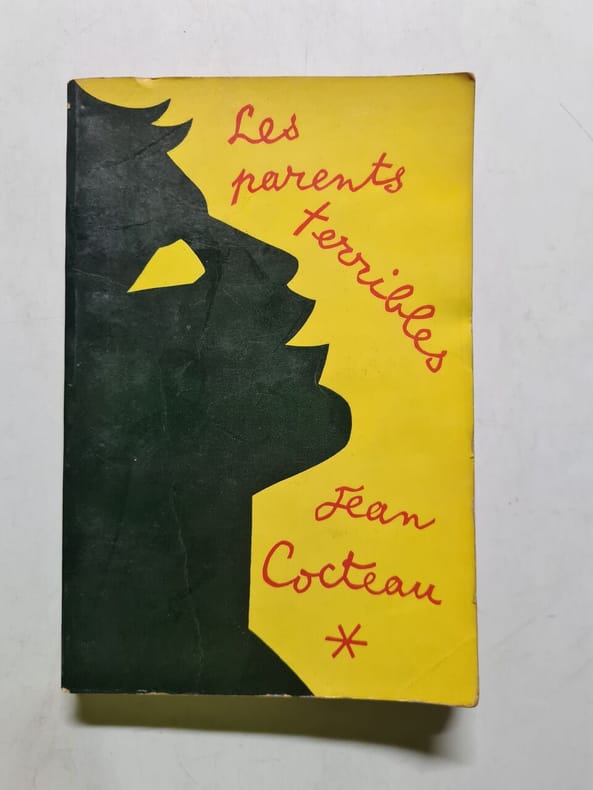 Les
parents
terribles
Jean
Cocteau
*